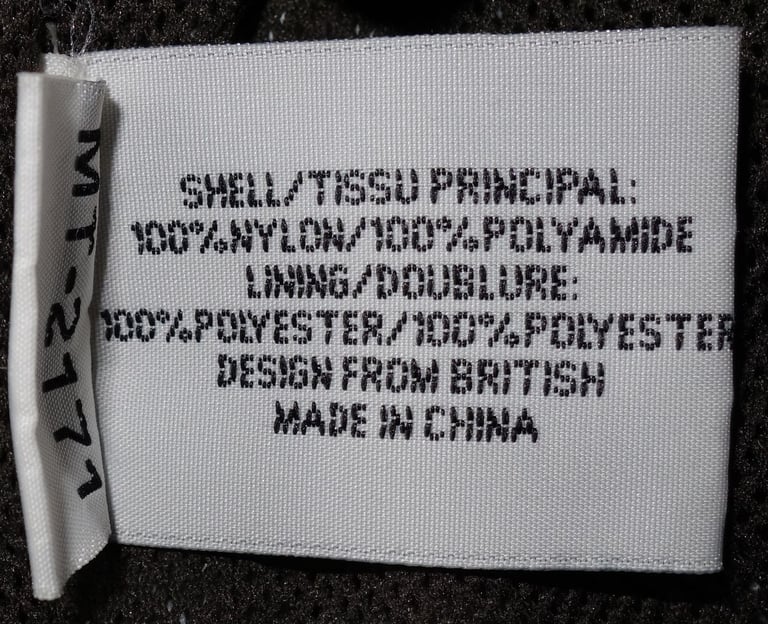 SHELL/TISSU PRINCIPAL:
100%NYLON/100%POLYAMIDE
LINING/DOUBLURE:
100%POLYESTER/100%POLYESTER
DESIGN FROM BRITISH
MADE IN CHINA
MT-2171